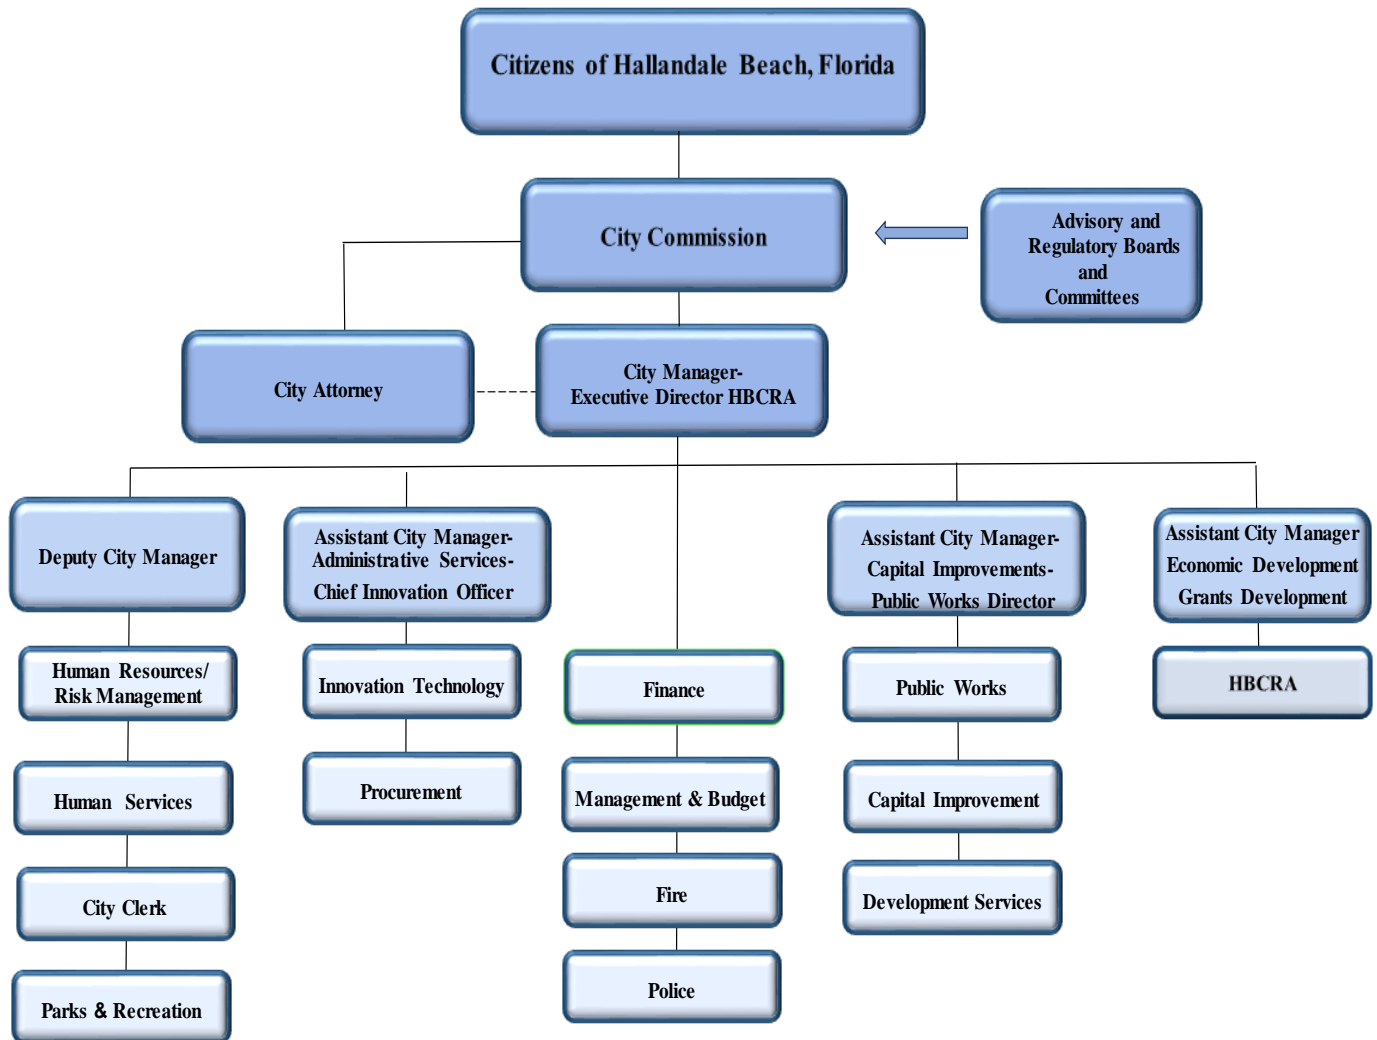 Citizens of Hallandale Beach, Florida
City Commission
Advisory and
Regulatory Boards
and
Committees
City Attorney
City Manager-
Executive Director HBCRA
Deputy City Manager
Assistant City Manager-
Administrative Services-
Chief Innovation Officer
Assistant City Manager-
Capital Improvements-
Public Works Director
Assistant City Manager
Economic Development
Grants Development
Human Resources/
Risk Management
Innovation Technology
Finance
Public Works
HBCRA
Human Services
Procurement
Management & Budget
Capital Improvement
City Clerk
Fire
Development Services
Parks & Recreation
Police